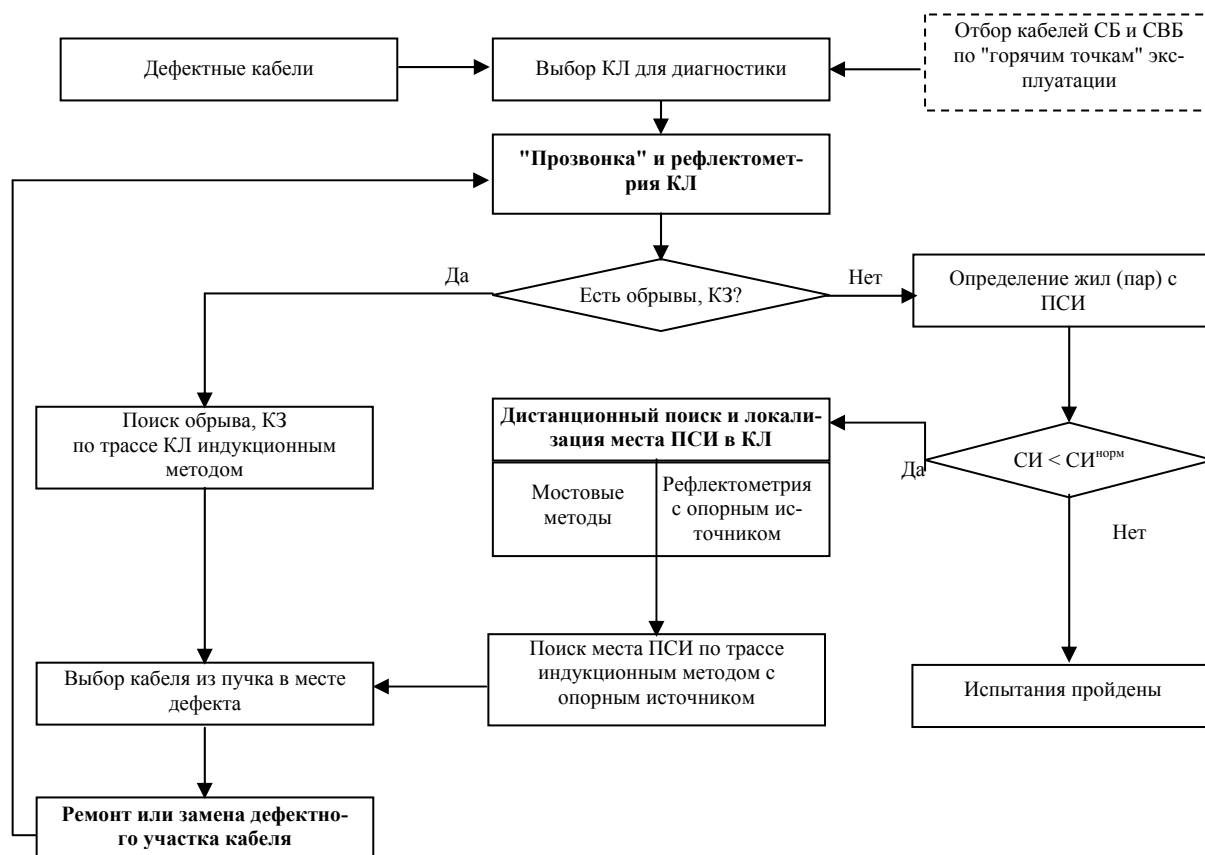 Дефектные кабели
Выбор КЛ для диагностики
Отбор кабелей СБ и СВБ
по "горячим точкам" экс-
плуатации
"Прозвонка" и рефлектомет-
рия КЛ
Да
Есть обрывы, КЗ?
Нет
Определение жил (пар) с
ПСИ
Поиск обрыва, КЗ
по трассе КЛ индукционным
методом
Дистанционный поиск и локали-
зация места ПСИ в КЛ
Мостовые
методы
Рефлектометрия
с опорным ис-
точником
Да
СИ < СИнорм
Нет
Выбор кабеля из пучка в месте
дефекта
Поиск места ПСИ по трассе
индукционным методом с
опорным источником
Испытания пройдены
Ремонт или замена дефектно-
го участка кабеля